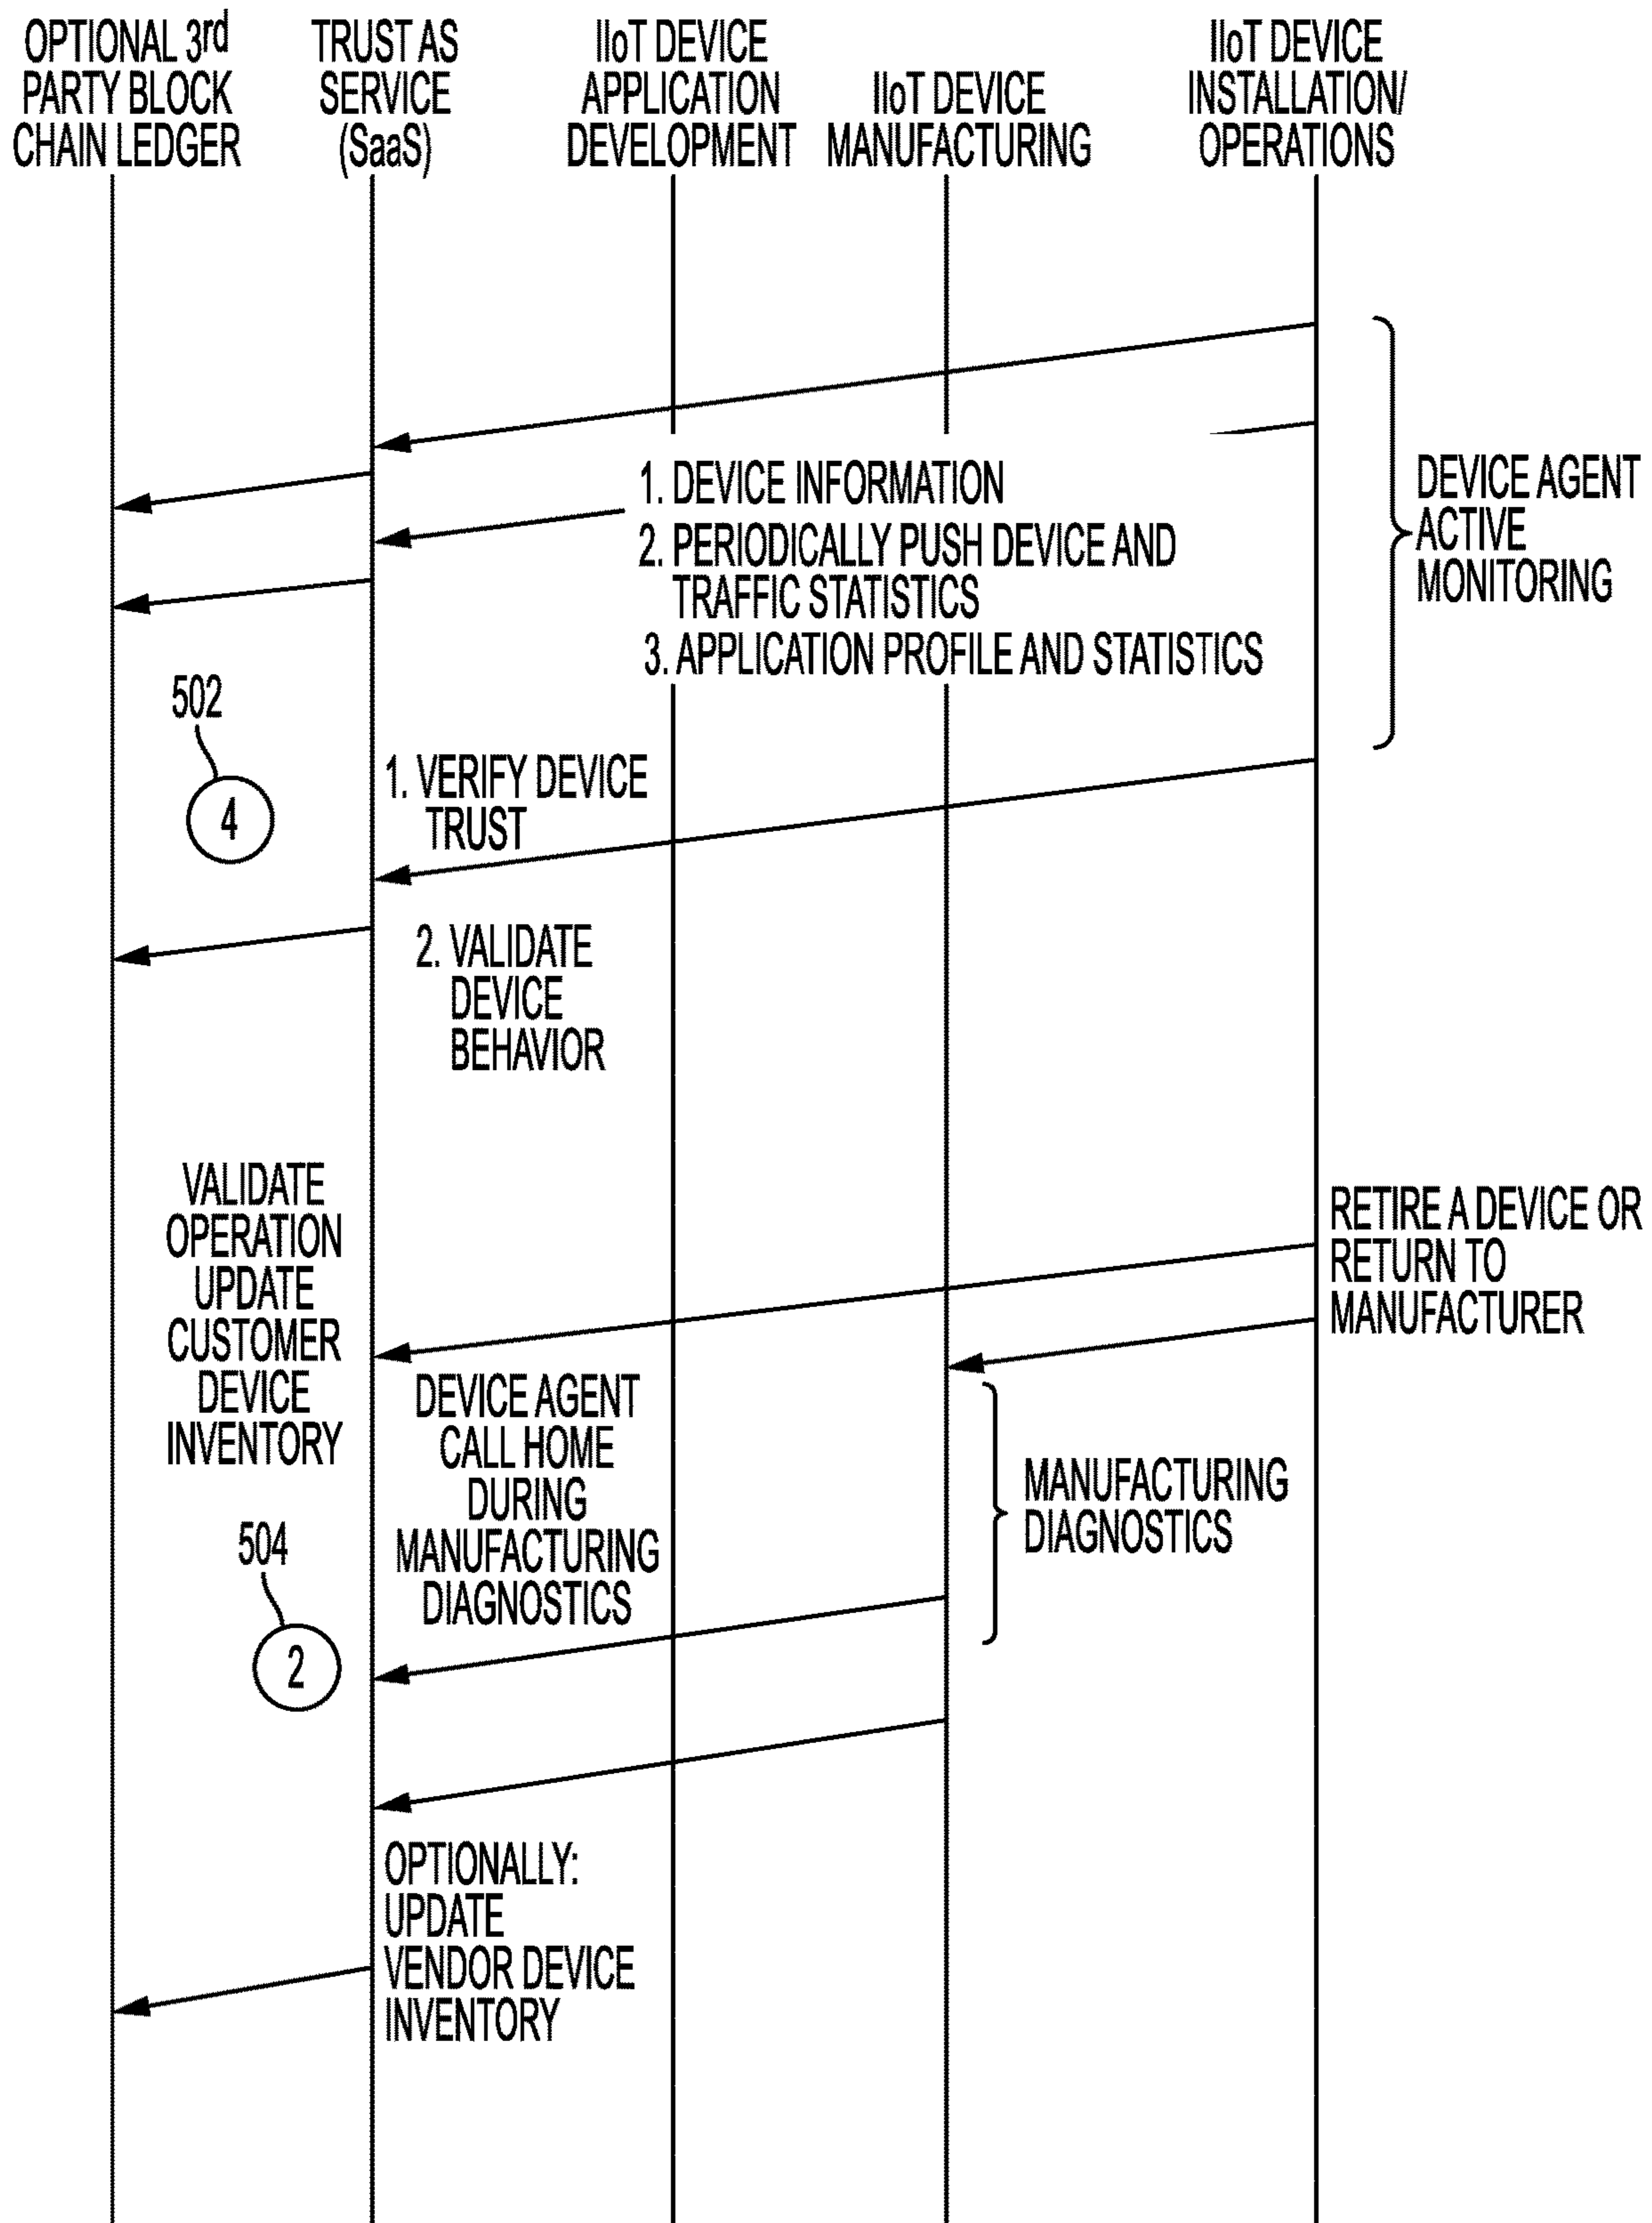 OPTIONAL 3rd
PARTY BLOCK
CHAIN LEDGER
TRUST AS
SERVICE
(SaaS)
IIoT DEVICE
APPLICATION
DEVELOPMENT
IIoT DEVICE
MANUFACTURING
IIoT DEVICE
INSTALLATION/
OPERATIONS
1. DEVICE INFORMATION
2. PERIODICALLY PUSH DEVICE AND
TRAFFIC STATISTICS
3. APPLICATION PROFILE AND STATISTICS
DEVICE AGENT
ACTIVE
MONITORING
502
4
1. VERIFY DEVICE
TRUST
2. VALIDATE
DEVICE
BEHAVIOR
VALIDATE
OPERATION
UPDATE
CUSTOMER
DEVICE
INVENTORY
RETIRE A DEVICE OR
RETURN TO
MANUFACTURER
DEVICE AGENT
CALL HOME
DURING
MANUFACTURING
DIAGNOSTICS
MANUFACTURING
DIAGNOSTICS
504
2
OPTIONALLY:
UPDATE
VENDOR DEVICE
INVENTORY